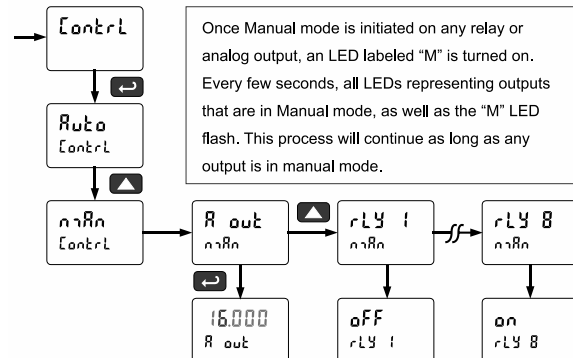 Contrl
Once Manual mode is initiated on any relay or
analog output, an LED labeled “M” is turned on.
Every few seconds, all LEDs representing outputs
that are in Manual mode, as well as the “M” LED
flash. This process will continue as long as any
output is in manual mode.
Auto
Contrl
mAn
Contrl
A out
mAn
rLY 1
mAn
rLY 8
mAn
16.000
A out
oFF
rLY 1
on
rLY 8